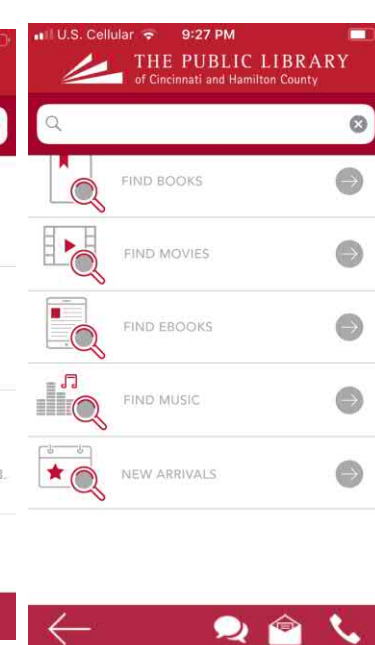 U.S. Cellular 9:27 PM
THE PUBLIC LIBRARY
of Cincinnati and Hamilton County
FIND BOOKS
FIND MOVIES
FIND EBOOKS
FIND MUSIC
NEW ARRIVALS